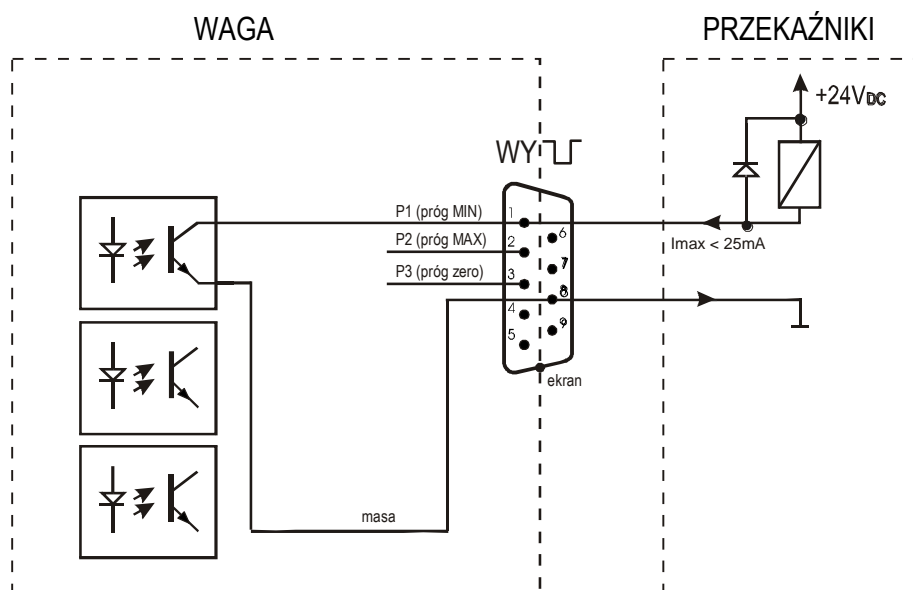 WAGA
PRZEKAŹNIKI
+24VDC
WY
P1 (próg MIN)
1
6
Imax < 25mA
P2 (próg MAX)
2
7
P3 (próg zero)
3
8
4
9
5
ekran
masa